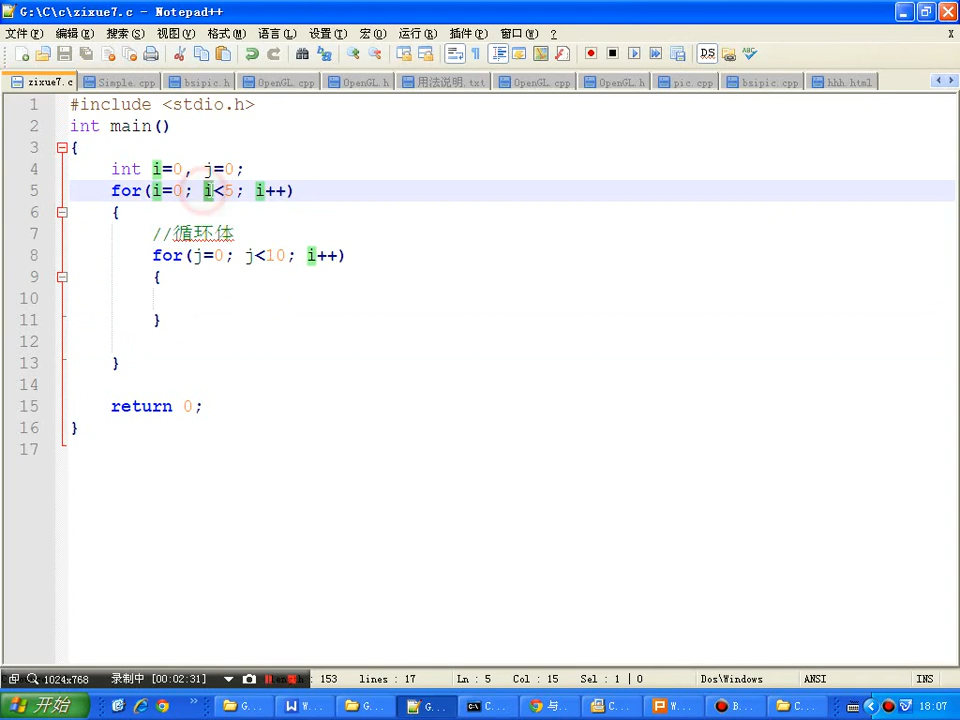 G:\C\c\zixue7.c - Notepad++
文件(F) 编辑(E) 搜索(S) 视图(V) 格式(M) 语言(L) 设置(T) 宏(O) 运行(R) 插件(P) 窗口(W) ? X
zixue7.c Simple.cpp bsipic.h OpenGL.cpp OpenGL.h 用法说明.txt OpenGL.cpp OpenGL.h pic.cpp bsipic.cpp hhh.html
1 #include <stdio.h>
2 int main()
3 {
4 int i=0, j=0;
5 for(i=0; i<5; i++)
6 {
7 //循环体
8 for(j=0; j<10; i++)
9 {
10
11 }
12
13 }
14
15 return 0;
16 }
17
1024x768 录制中 [00:02:31] : 153 lines : 17 Ln : 5 Col : 15 Sel : 1 | 0 Dos\Windows ANSI INS
开始 G... W... G... G... C... 与... C... W... B... C... 18:07